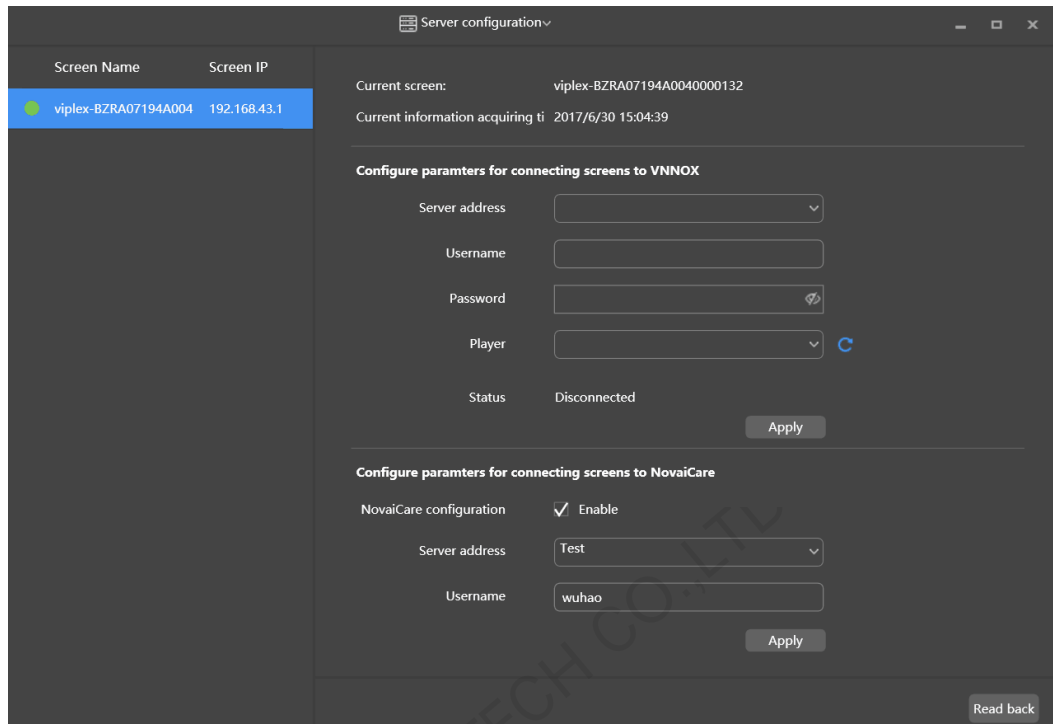 Server configuration
Screen Name Screen IP
viplex-BZRA07194A004 192.168.43.1
Current screen: viplex-BZRA07194A0040000132
Current information acquiring ti 2017/6/30 15:04:39
Configure paramters for connecting screens to VNNOX
Server address
Username
Password
Player
Status Disconnected
Apply
Configure paramters for connecting screens to NovaiCare
NovaiCare configuration Enable
Server address Test
Username wuhao
Apply
Read back
TECH CO.,LTD